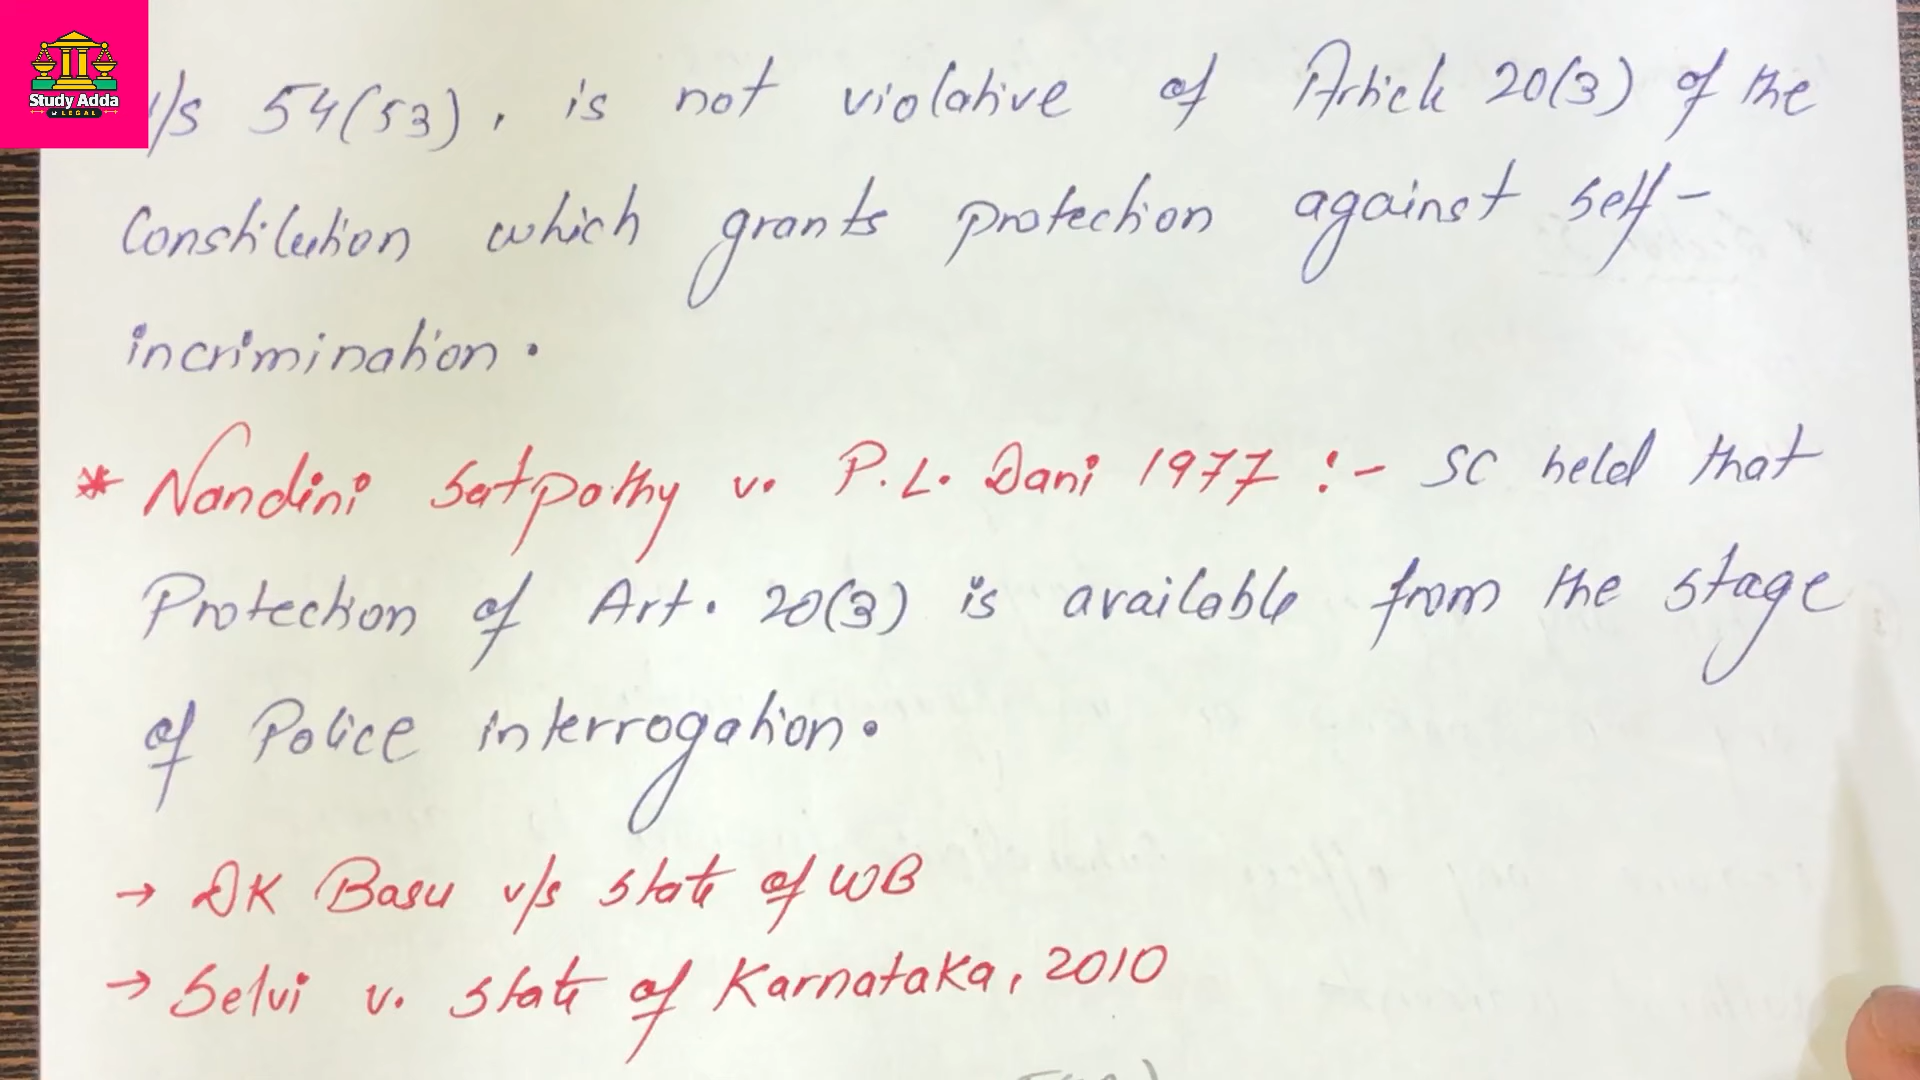 Study Adda
LEGAL
/s 54(53), is not violative of Article 20(3) of the
Constitution which grants protection against self-
incrimination.
* Nandini Satpathy v. P.L. Dani 1977 :- SC held that
Protection of Art. 20(3) is available from the stage
of Police interrogation.
→ DK Basu v/s State of WB
→ Selvi v. State of Karnataka, 2010